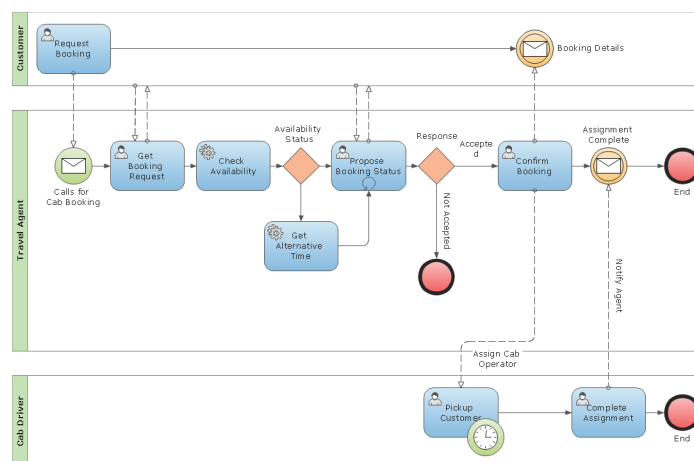 Customer
Request
Booking
Booking Details
Travel Agent
Calls for
Cab Booking
Get
Booking
Request
Check
Availability
Availability
Status
Get
Alternative
Time
Propose
Booking Status
Response
Accepte
d
Not Accepted
Confirm
Booking
Assignment
Complete
End
Notify Agent
Assign Cab
Operator
Cab Driver
Pickup
Customer
Complete
Assignment
End